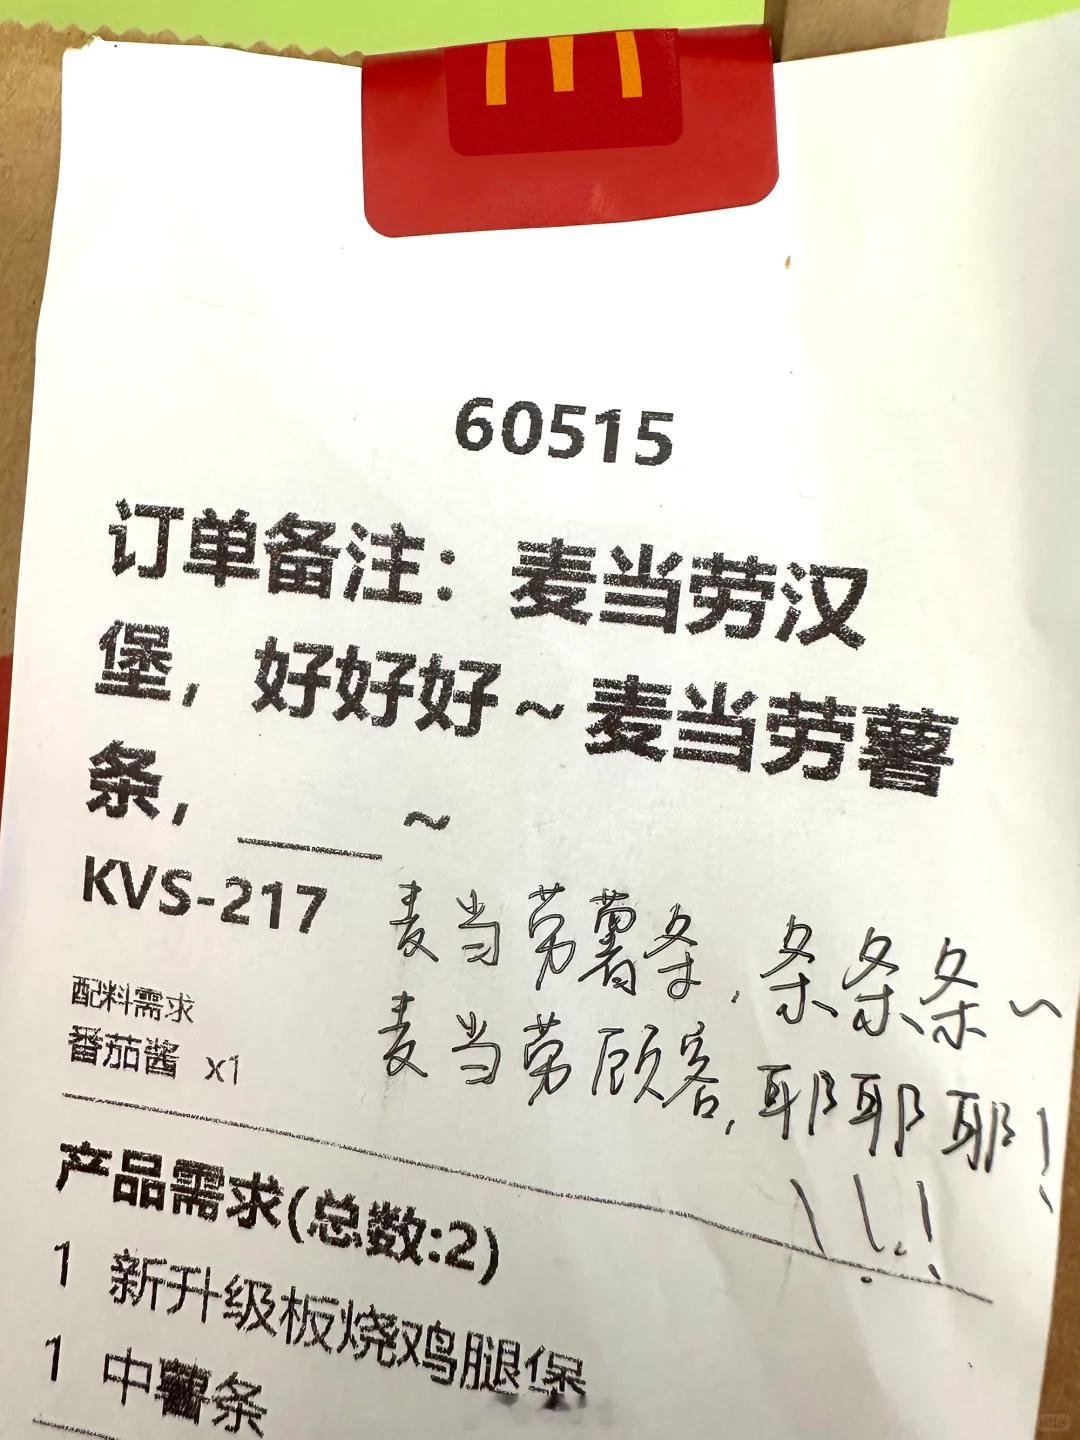 60515
订单备注：麦当劳汉
堡，好好好~麦当劳薯
条，____ ~
KVS-217
麦当劳薯条，条条条~
麦当劳顾客，耶耶耶！
！！！
配料需求
番茄酱 x1
产品需求(总数:2)
1 新升级板烧鸡腿堡
1 中薯条